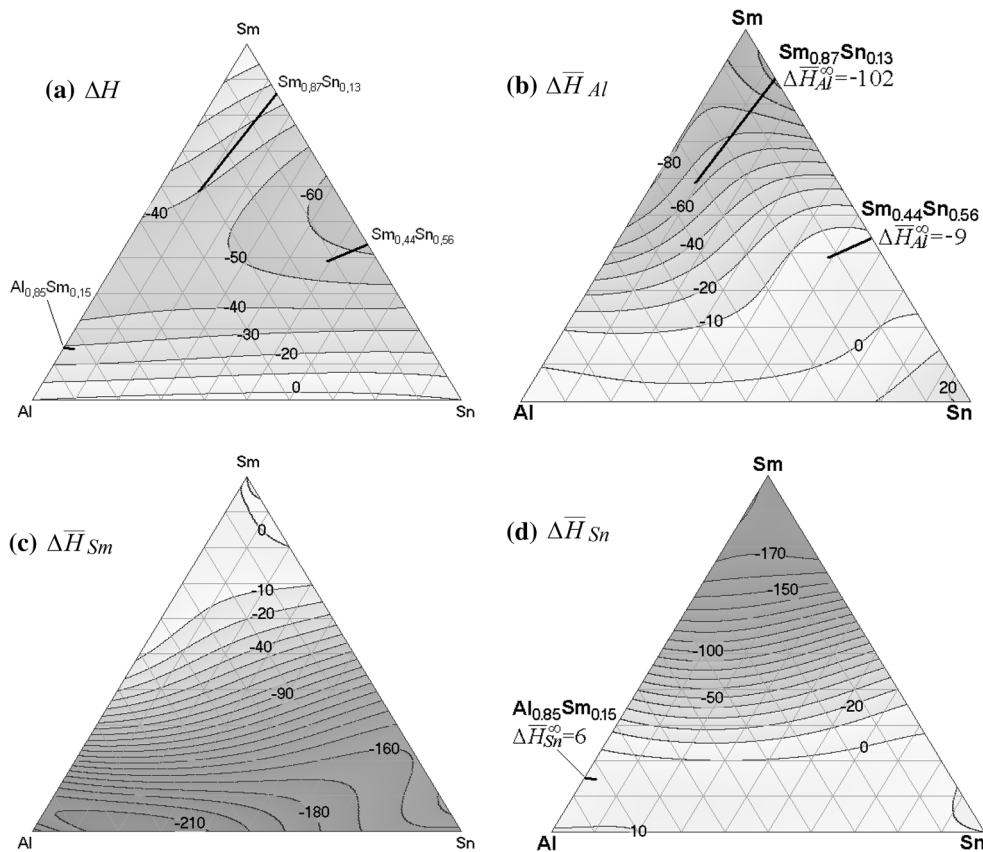 Sm
(a) ΔH
Sm0,87Sn0,13
-60
-40
Sm0,44Sn0,56
-50
Al0,85Sm0,15
-40
-30
-20
0
Al
Sn
Sm
(b) ΔH̅Al
Sm0.87Sn0.13
ΔH̅∞Al=-102
-80
-60
Sm0.44Sn0.56
ΔH̅∞Al=-9
-40
-20
-10
0
20
Al
Sn
Sm
(c) ΔH̅Sm
0
-10
-20
-40
-90
-160
-180
-210
Al
Sn
Sm
(d) ΔH̅Sn
-170
-150
-100
-50
-20
Al0.85Sm0.15
ΔH̅∞Sn=6
0
10
Al
Sn